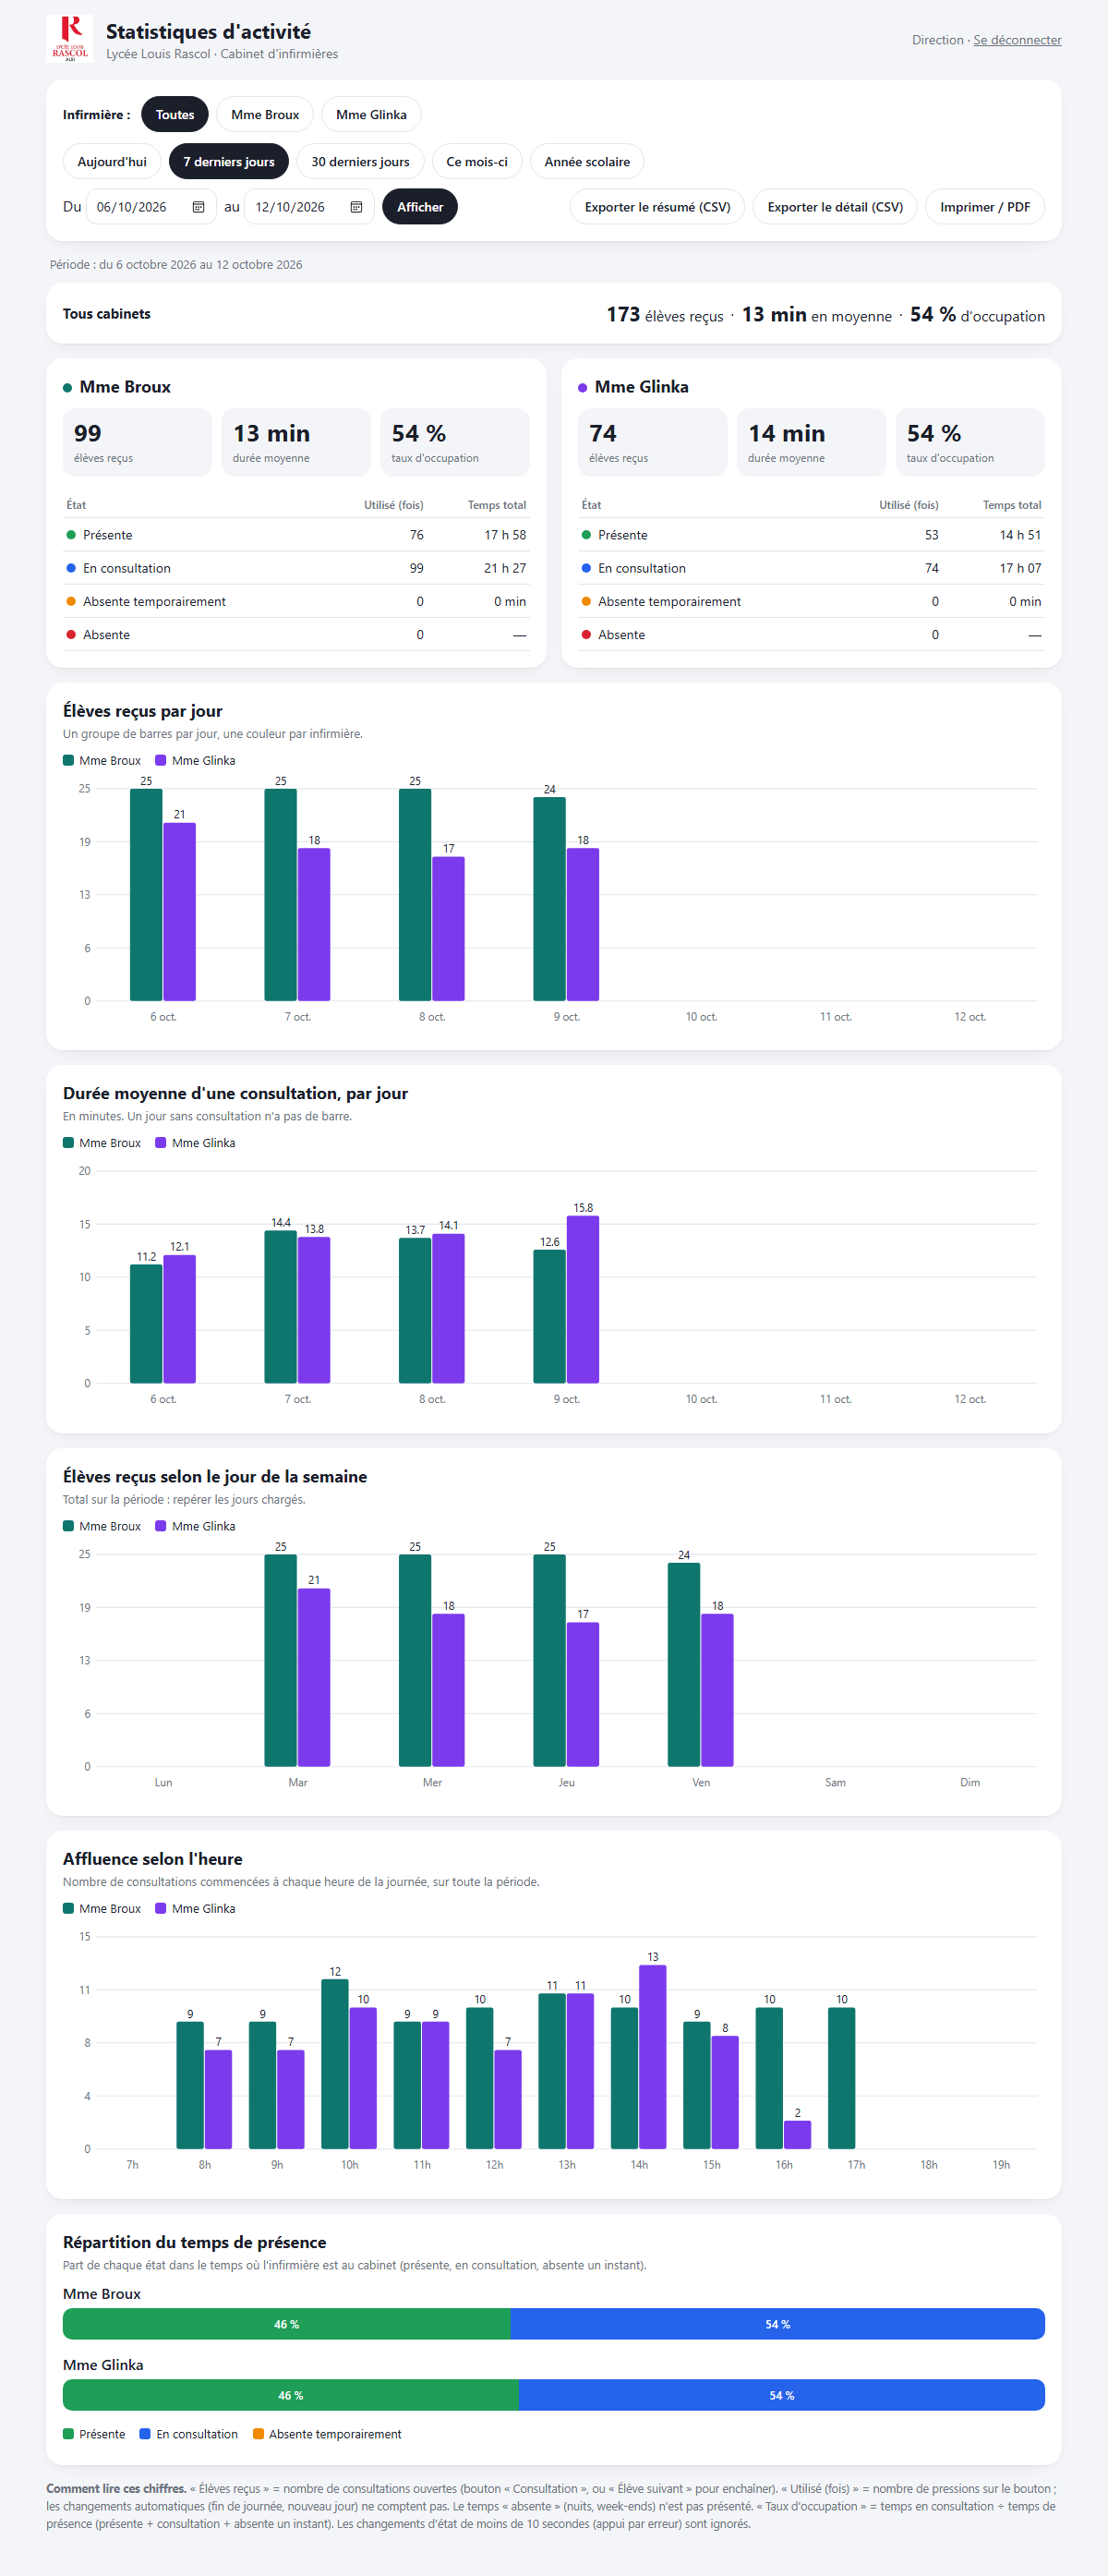 LYCÉE LOUIS
RASCOL
ALBI
Statistiques d'activité
Lycée Louis Rascol · Cabinet d'infirmières
Direction · Se déconnecter
Infirmière : Toutes Mme Broux Mme Glinka
Aujourd'hui 7 derniers jours 30 derniers jours Ce mois-ci Année scolaire
Du 06/10/2026 au 12/10/2026 Afficher Exporter le résumé (CSV) Exporter le détail (CSV) Imprimer / PDF
Période : du 6 octobre 2026 au 12 octobre 2026
Tous cabinets 173 élèves reçus · 13 min en moyenne · 54 % d'occupation
Mme Broux
99 13 min 54 %
élèves reçus durée moyenne taux d'occupation
État Utilisé (fois) Temps total
Présente 76 17 h 58
En consultation 99 21 h 27
Absente temporairement 0 0 min
Absente 0 —
Mme Glinka
74 14 min 54 %
élèves reçus durée moyenne taux d'occupation
État Utilisé (fois) Temps total
Présente 53 14 h 51
En consultation 74 17 h 07
Absente temporairement 0 0 min
Absente 0 —
Élèves reçus par jour
Un groupe de barres par jour, une couleur par infirmière.
Mme Broux Mme Glinka
25 19 13 6 0
25 21 25 18 25 17 24 18
6 oct. 7 oct. 8 oct. 9 oct. 10 oct. 11 oct. 12 oct.
Durée moyenne d'une consultation, par jour
En minutes. Un jour sans consultation n'a pas de barre.
Mme Broux Mme Glinka
20 15 10 5 0
11.2 12.1 14.4 13.8 13.7 14.1 12.6 15.8
6 oct. 7 oct. 8 oct. 9 oct. 10 oct. 11 oct. 12 oct.
Élèves reçus selon le jour de la semaine
Total sur la période : repérer les jours chargés.
Mme Broux Mme Glinka
25 19 13 6 0
25 21 25 18 25 17 24 18
Lun Mar Mer Jeu Ven Sam Dim
Affluence selon l'heure
Nombre de consultations commencées à chaque heure de la journée, sur toute la période.
Mme Broux Mme Glinka
15 11 8 4 0
9 7 9 7 12 10 9 9 10 7 11 11 10 13 9 8 10 2 10
7h 8h 9h 10h 11h 12h 13h 14h 15h 16h 17h 18h 19h
Répartition du temps de présence
Part de chaque état dans le temps où l'infirmière est au cabinet (présente, en consultation, absente un instant).
Mme Broux
46 % 54 %
Mme Glinka
46 % 54 %
Présente En consultation Absente temporairement
Comment lire ces chiffres. « Élèves reçus » = nombre de consultations ouvertes (bouton « Consultation », ou « Élève suivant » pour enchaîner). « Utilisé (fois) » = nombre de pressions sur le bouton ;
les changements automatiques (fin de journée, nouveau jour) ne comptent pas. Le temps « absente » (nuits, week-ends) n'est pas présenté. « Taux d'occupation » = temps en consultation ÷ temps de
présence (présente + consultation + absente un instant). Les changements d'état de moins de 10 secondes (appui par erreur) sont ignorés.